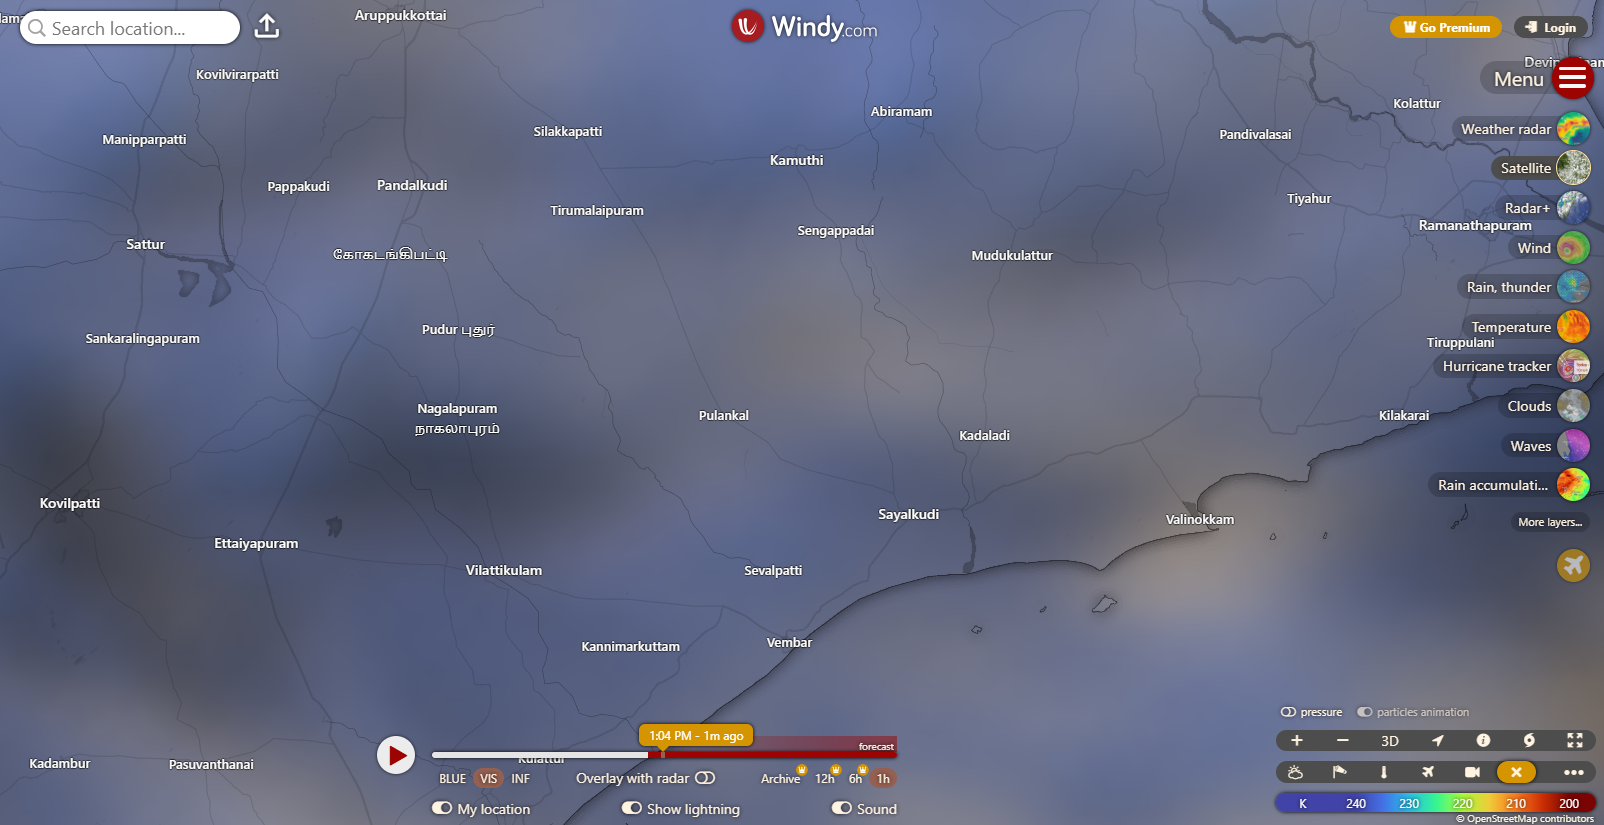 Aruppukkottai
Search location...
Windy.com
Go Premium
Login
Menu
Kovilvirarpatti
Kolattur
Abiramam
Weather radar
Silakkapatti
Pandivalasai
Manipparpatti
Kamuthi
Satellite
Pappakudi
Pandalkudi
Tiyahur
Radar+
Tirumalaipuram
Ramanathapuram
Sengappadai
Sattur
Wind
கோகடங்கிபட்டி
Mudukulattur
Rain, thunder
Pudur புதுர்
Temperature
Sankaralingapuram
Tiruppulani
Hurricane tracker
Nagalapuram
நாகலாபுரம்
Clouds
Pulankal
Kilakarai
Kadaladi
Waves
Rain accumulati...
Kovilpatti
Sayalkudi
Valinokkam
More layers...
Ettaiyapuram
Vilattikulam
Sevalpatti
Kannimarkuttam
Vembar
pressure
particles animation
1:04 PM - 1m ago
forecast
3D
Kadambur
Pasuvanthanai
Kulattur
BLUE VIS INF
Overlay with radar
Archive 12h 6h 1h
My location
Show lightning
Sound
K 240 230 220 210 200
© OpenStreetMap contributors